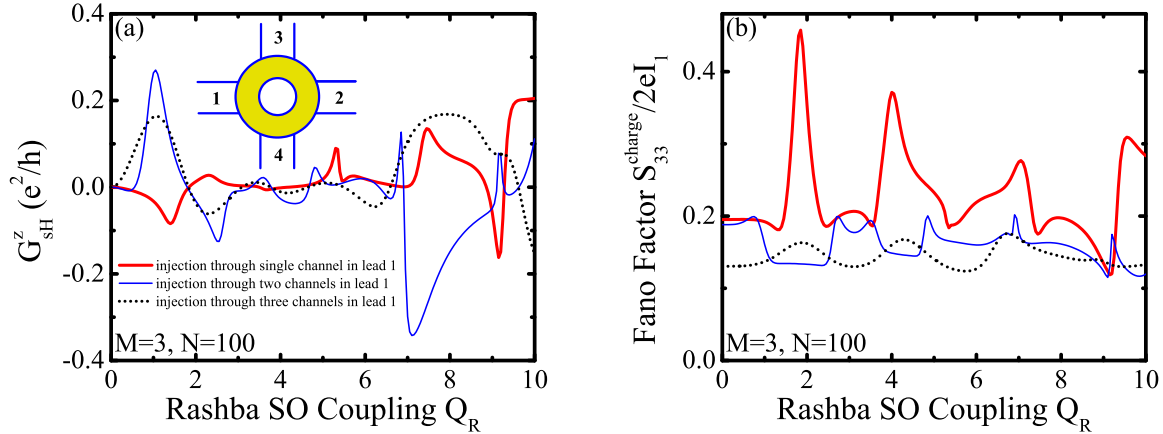 (a)
0.4
0.2
0.0
-0.2
-0.4
G^z_sH (e^2/h)
3
1
2
4
injection through single channel in lead 1
injection through two channels in lead 1
injection through three channels in lead 1
M=3, N=100
0 2 4 6 8 10
Rashba SO Coupling Q_R
(b)
0.4
0.2
0.0
Fano Factor S^charge_33/2eI_1
M=3, N=100
0 2 4 6 8 10
Rashba SO Coupling Q_R